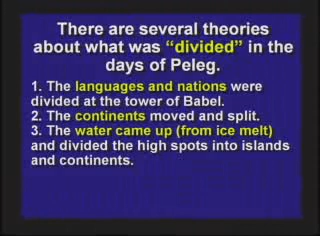 There are several theories
about what was “divided” in the
days of Peleg.
1. The languages and nations were
divided at the tower of Babel.
2. The continents moved and split.
3. The water came up (from ice melt)
and divided the high spots into islands
and continents.